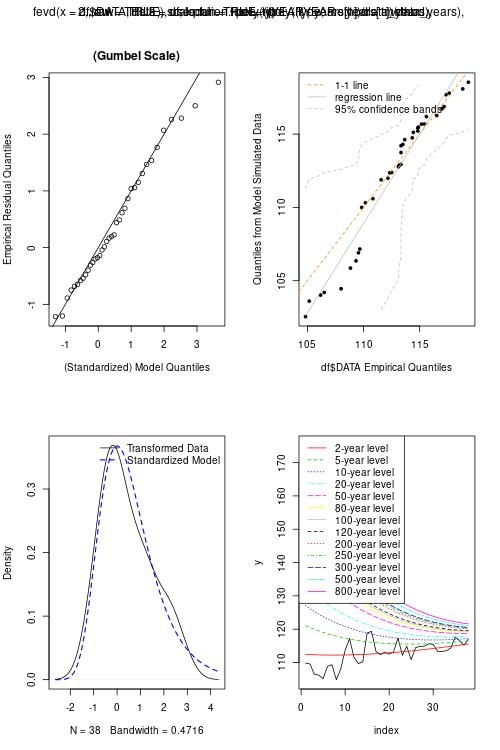 fevd(x =
years),
(Gumbel Scale)
Empirical Residual Quantiles
3
2
1
0
-1
-1 0 1 2 3
(Standardized) Model Quantiles
1-1 line
regression line
95% confidence bands
Quantiles from Model Simulated Data
115
110
105
105 110 115
df$DATA Empirical Quantiles
Transformed Data
Standardized Model
Density
0.3
0.2
0.1
0.0
-2 -1 0 1 2 3 4
N = 38 Bandwidth = 0.4716
2-year level
5-year level
10-year level
20-year level
50-year level
80-year level
100-year level
120-year level
200-year level
250-year level
300-year level
500-year level
800-year level
y
170
160
150
140
130
120
110
0 10 20 30
index